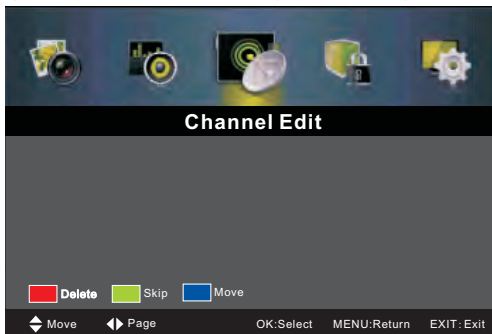 Channel Edit
Delete Skip Move
Move Page OK:Select MENU:Return EXIT:Exit